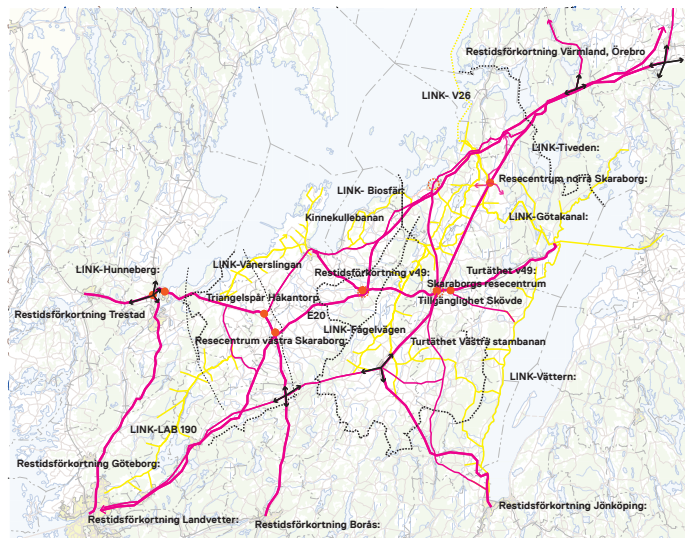 Restidsförkortning Värmland, Örebro
LINK- V26
LINK-Tiveden:
Resecentrum norra Skaraborg:
LINK- Biosfär:
Kinnekullebanan
LINK-Götakanal:
LINK-Vänerslingan
LINK-Hunneberg:
Restidsförkortning v49:
Turtäthet v49:
Skaraborgs resecentrum
Triangelspår Håkantorp
Tillgänglighet Skövde
Restidsförkortning Trestad
E20
LINK-Fågelvägen
Resecentrum västra Skaraborg:
Turtäthet Västra stambanan
LINK-Vättern:
LINK-LAB 190
Restidsförkortning Göteborg:
Restidsförkortning Jönköping:
Restidsförkortning Landvetter:
Restidsförkortning Borås: